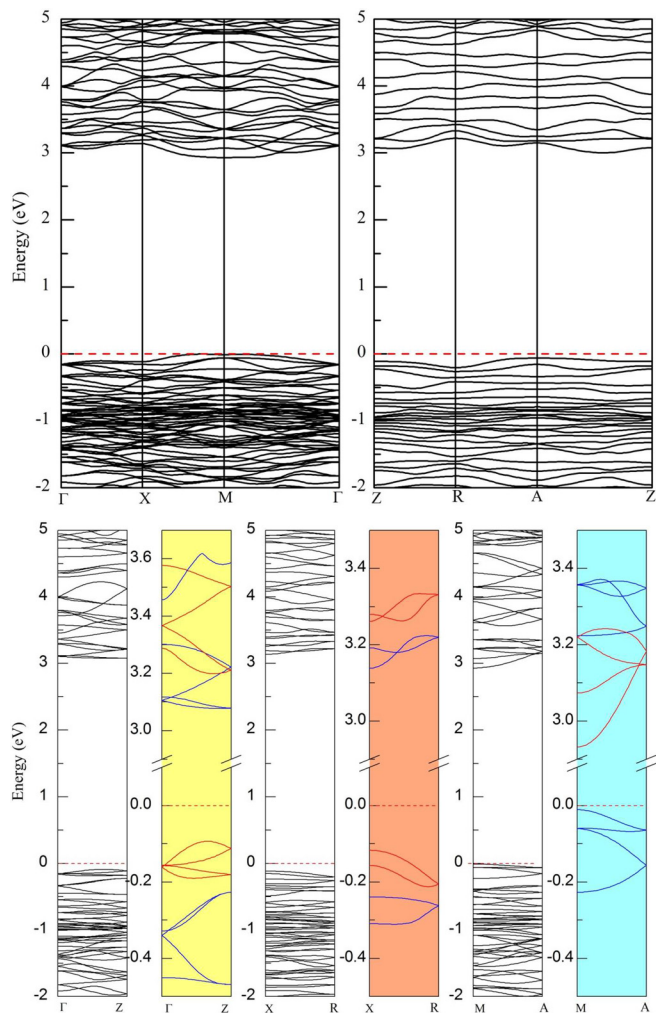 5 5
4 4
3 3
Energy (eV) Energy (eV)
2 2
1 1
0 0
-1 -1
-2 -2
Γ X M Γ Z R A Z
5 3.6 5 3.4 5 3.4
4 3.4 4 4
3.2 3.2 3.2
3 3 3
3.0 3.0 3.0
2 2 2
Energy (eV)
1 0.0 1 0.0 1 0.0
0 0 0
-0.2 -0.2 -0.2
-1 -1 -1
-0.4 -0.4 -0.4
-2 -2 -2
Γ Z Γ Z X R X R M A M A